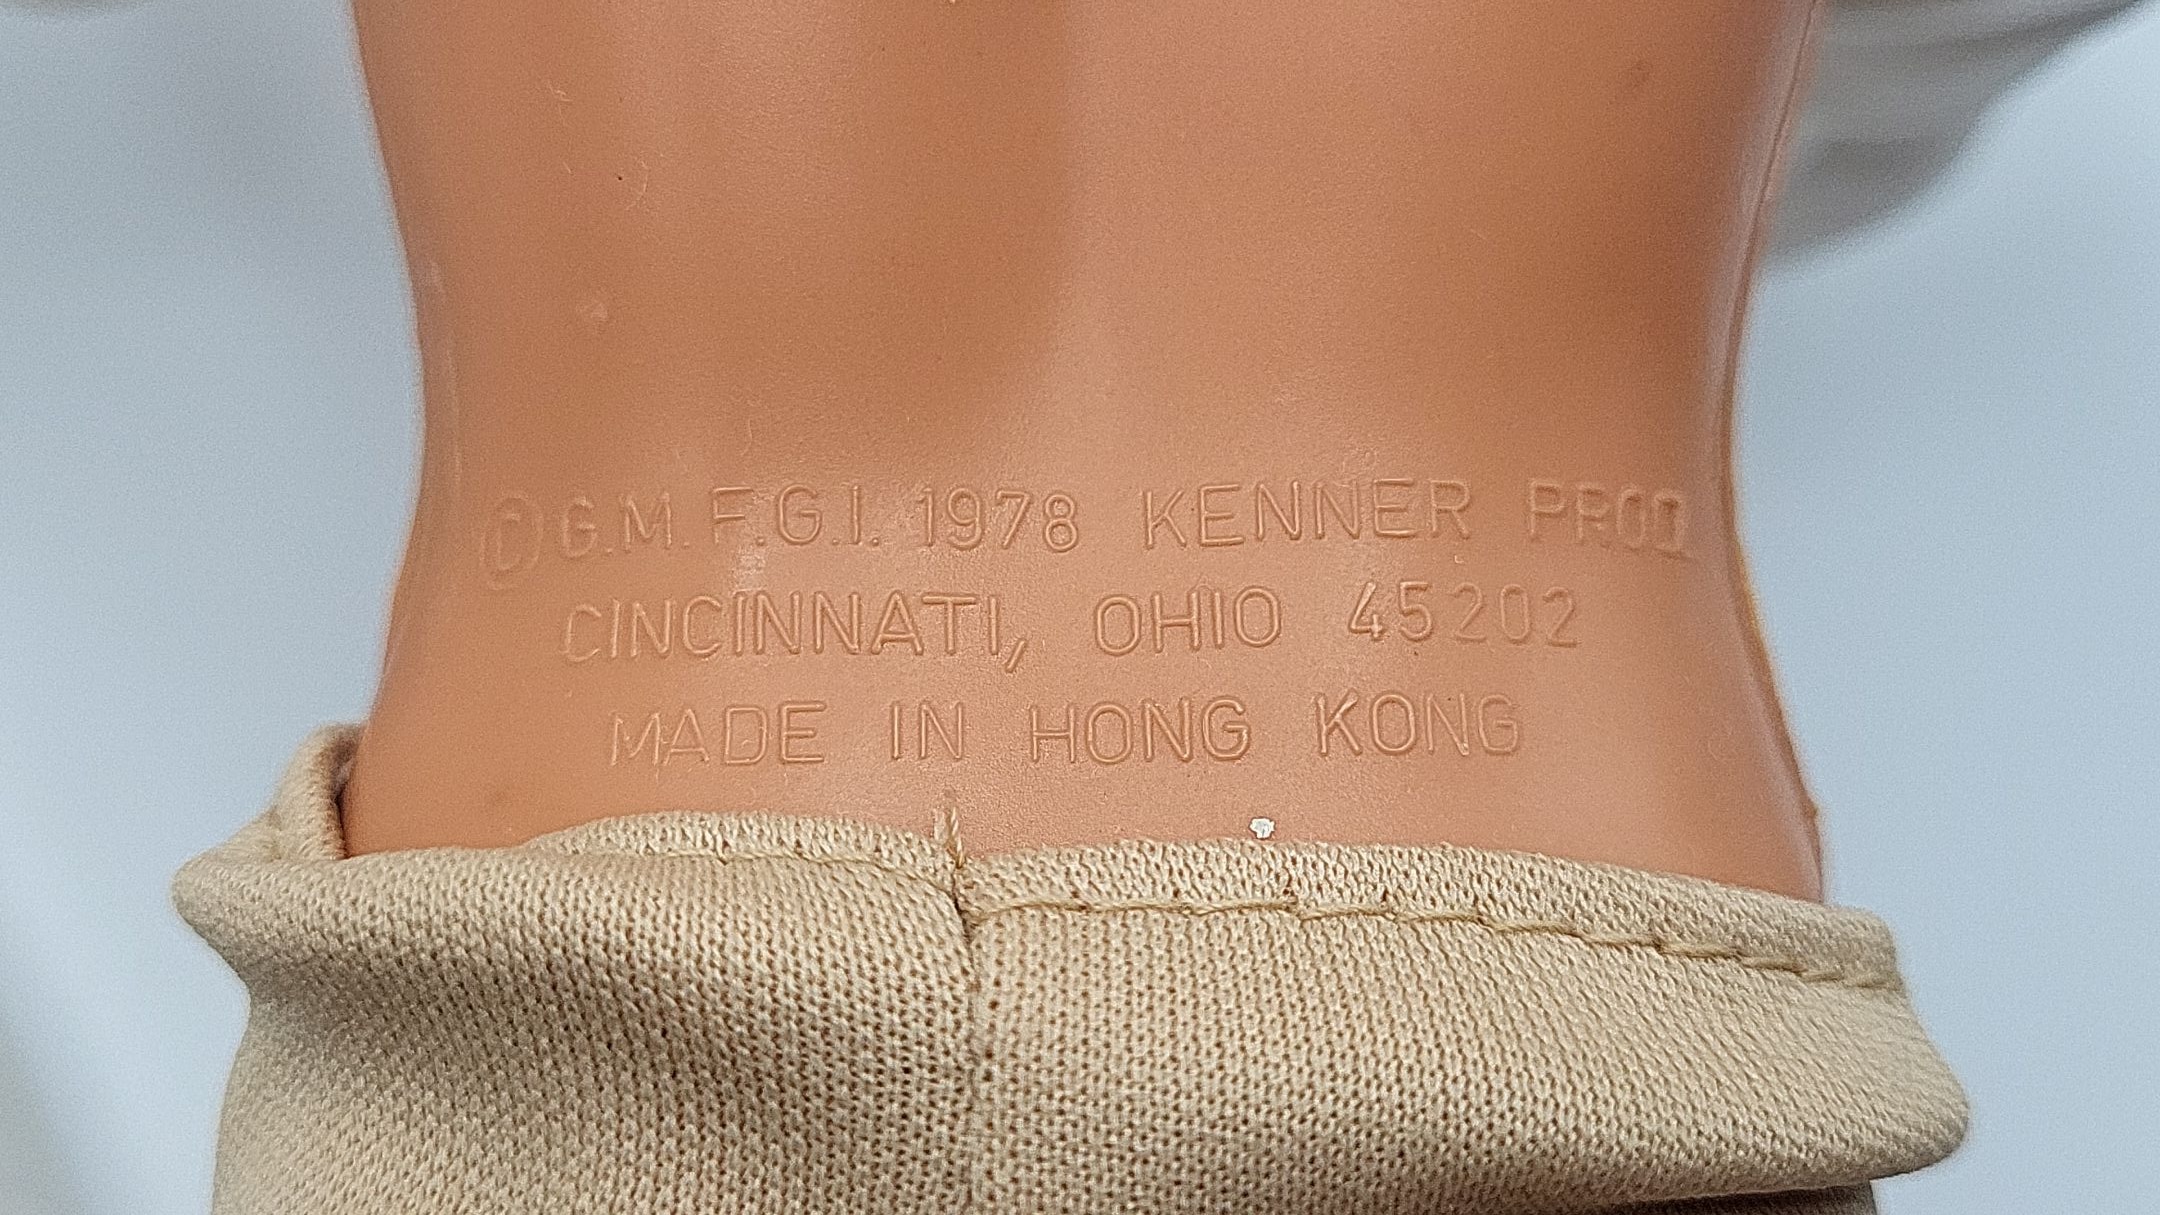 © G.M.F.G.I. 1978 KENNER PROD
CINCINNATI, OHIO 45202
MADE IN HONG KONG